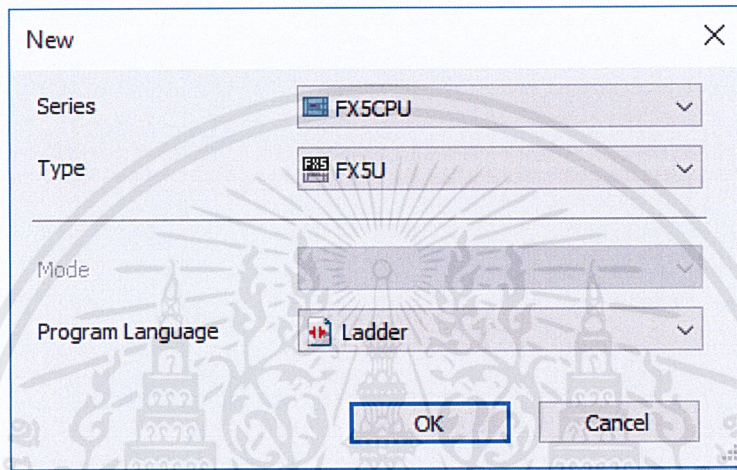 New
Series
FX5CPU
Type
FX5U
Mode
Program Language
Ladder
OK
Cancel